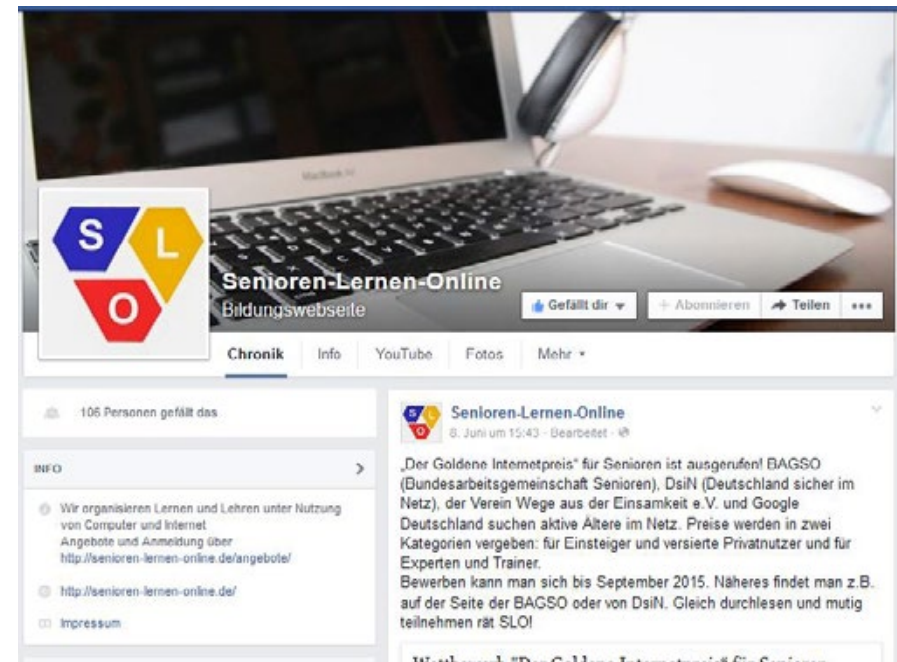 MacBook Air
S
L
O
Senioren-Lernen-Online
Bildungswebseite
Gefällt dir
+ Abonnieren
Teilen
Chronik
Info
YouTube
Fotos
Mehr
106 Personen gefällt das
INFO
Wir organisieren Lernen und Lehren unter Nutzung
von Computer und Internet
Angebote und Anmeldung über
http://senioren-lernen-online.de/angebote/
http://senioren-lernen-online.de/
Impressum
S
L
O
Senioren-Lernen-Online
8. Juni um 15:43 · Bearbeitet ·
„Der Goldene Internetpreis" für Senioren ist ausgerufen! BAGSO
(Bundesarbeitsgemeinschaft Senioren), DsiN (Deutschland sicher im
Netz), der Verein Wege aus der Einsamkeit e.V. und Google
Deutschland suchen aktive Ältere im Netz. Preise werden in zwei
Kategorien vergeben: für Einsteiger und versierte Privatnutzer und für
Experten und Trainer.
Bewerben kann man sich bis September 2015. Näheres findet man z.B.
auf der Seite der BAGSO oder von DsiN. Gleich durchlesen und mutig
teilnehmen rät SLO!
Wettbewerb "Der Goldene Internetpreis" für Senioren